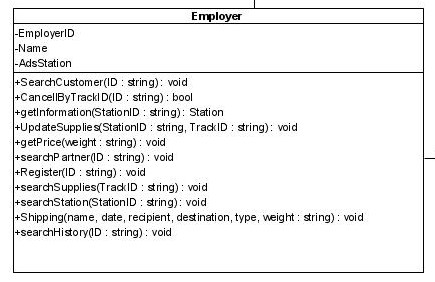 Employer
-EmployerID
-Name
-AdsStation
+SearchCustomer(ID : string) : void
+CancellByTrackID(ID : string) : bool
+getInformation(StationID : string) : Station
+UpdateSupplies(StationID : string, TrackID : string) : void
+getPrice(weight : string) : void
+searchPartner(ID : string) : void
+Register(ID : string) : void
+searchSupplies(TrackID : string) : void
+searchStation(StationID : string) : void
+Shipping(name, date, recipient, destination, type, weight : string) : void
+searchHistory(ID : string) : void